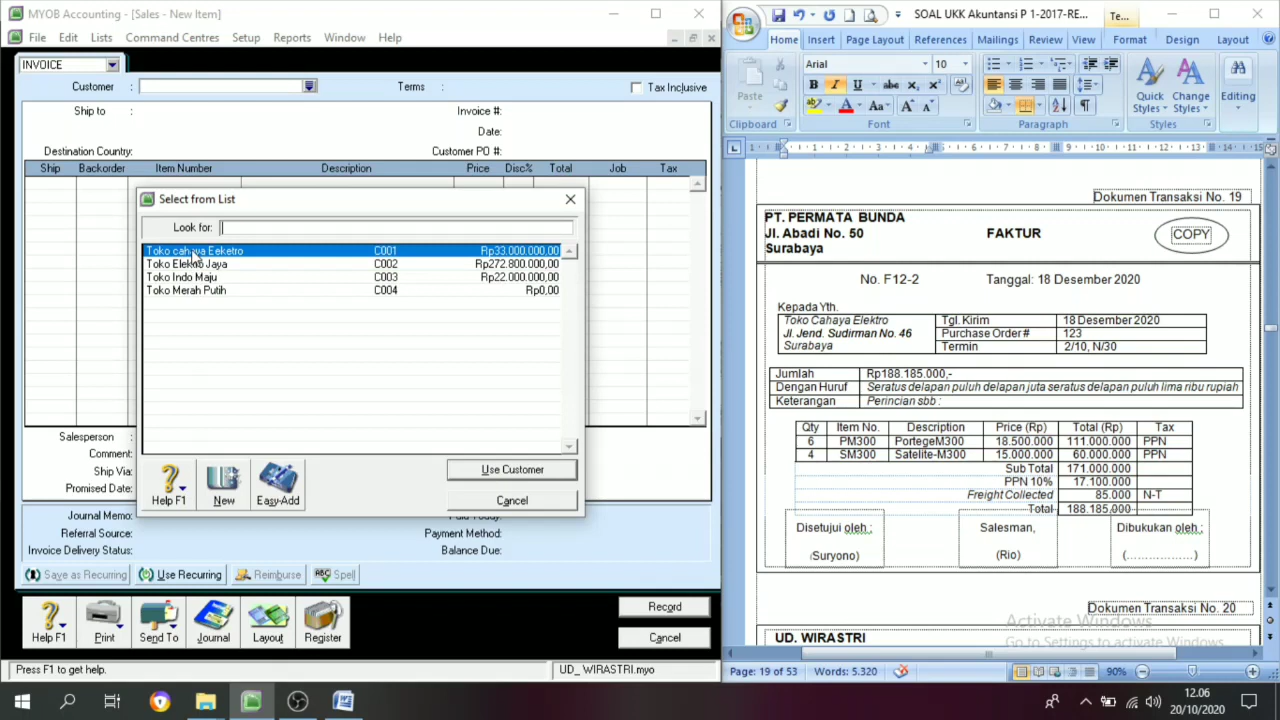 MYOB Accounting - [Sales - New Item]
File Edit Lists Command Centres Setup Reports Window Help
INVOICE
Customer :
Terms :
Tax Inclusive
Ship to :
Invoice #:
Date:
Destination Country:
Customer PO #:
Ship Backorder Item Number Description Price Disc% Total Job Tax
Select from List
Look for:
Toko cahaya Eeketro C001 Rp33.000.000,00
Toko Elektro Jaya C002 Rp272.800.000,00
Toko Indo Maju C003 Rp22.000.000,00
Toko Merah Putih C004 Rp0,00
Help F1
New
Easy-Add
Use Customer
Cancel
Salesperson :
Comment:
Ship Via:
Promised Date:
Journal Memo:
Referral Source:
Payment Method:
Invoice Delivery Status:
Balance Due:
Save as Recurring
Use Recurring
Reimburse
Spell
Help F1
Print
Send To
Journal
Layout
Register
Record
Cancel
Press F1 to get help.
UD_ WIRASTRI.myo
SOAL UKK Akuntansi P 1-2017-RE...
Te...
Home Insert Page Layout References Mailings Review View Format Design Layout
Paste
Clipboard
Arial 10
Font
Paragraph
Quick Styles
Change Styles
Styles
Editing
Dokumen Transaksi No. 19
PT. PERMATA BUNDA
Jl. Abadi No. 50
FAKTUR
COPY
Surabaya
No. F12-2 Tanggal: 18 Desember 2020
Kepada Yth.
Toko Cahaya Elektro Tgl. Kirim 18 Desember 2020
Jl. Jend. Sudirman No. 46 Purchase Order # 123
Surabaya Termin 2/10, N/30
Jumlah Rp188.185.000,-
Dengan Huruf Seratus delapan puluh delapan juta seratus delapan puluh lima ribu rupiah
Keterangan Perincian sbb :
Qty Item No. Description Price (Rp) Total (Rp) Tax
6 PM300 PortegeM300 18.500.000 111.000.000 PPN
4 SM300 Satelite-M300 15.000.000 60.000.000 PPN
Sub Total 171.000.000
PPN 10% 17.100.000
Freight Collected 85.000 N-T
Total 188.185.000
Disetujui oleh : Salesman, Dibukukan oleh :
(Suryono) (Rio) (................)
Dokumen Transaksi No. 20
UD. WIRASTRI
Activate Windows
Go to Settings to activate Windows.
Page: 19 of 53 Words: 5.320 90%
12.06
20/10/2020